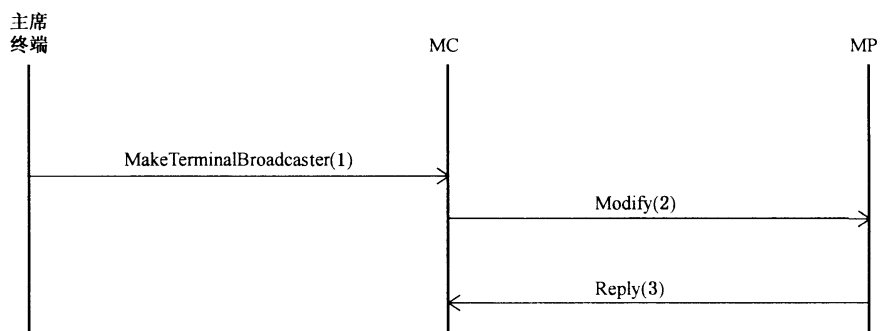 主席
终端
MC
MP
MakeTerminalBroadcaster(1)
Modify(2)
Reply(3)